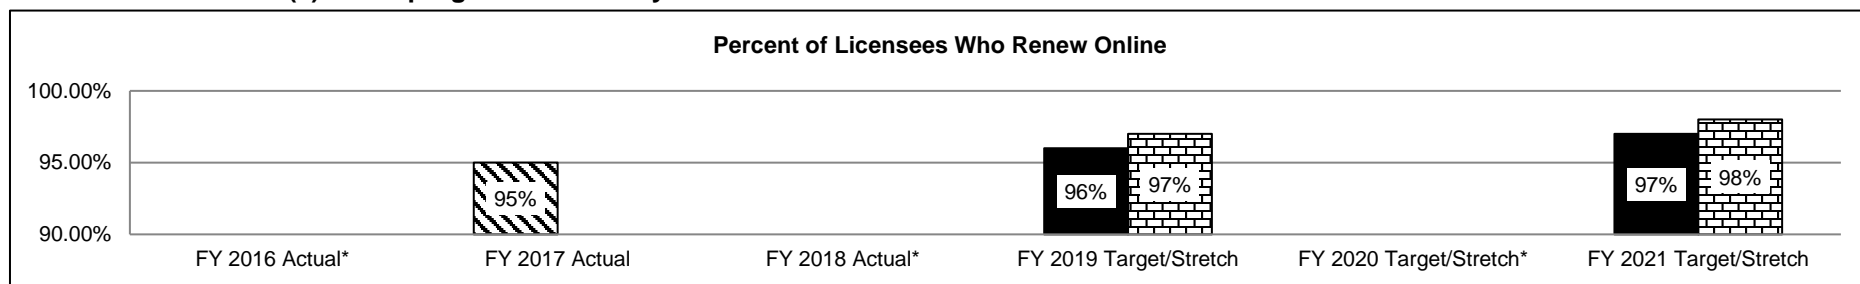 Percent of Licensees Who Renew Online
100.00%
95.00%
90.00%
95%
96%
97%
97%
98%
FY 2016 Actual*
FY 2017 Actual
FY 2018 Actual*
FY 2019 Target/Stretch
FY 2020 Target/Stretch*
FY 2021 Target/Stretch